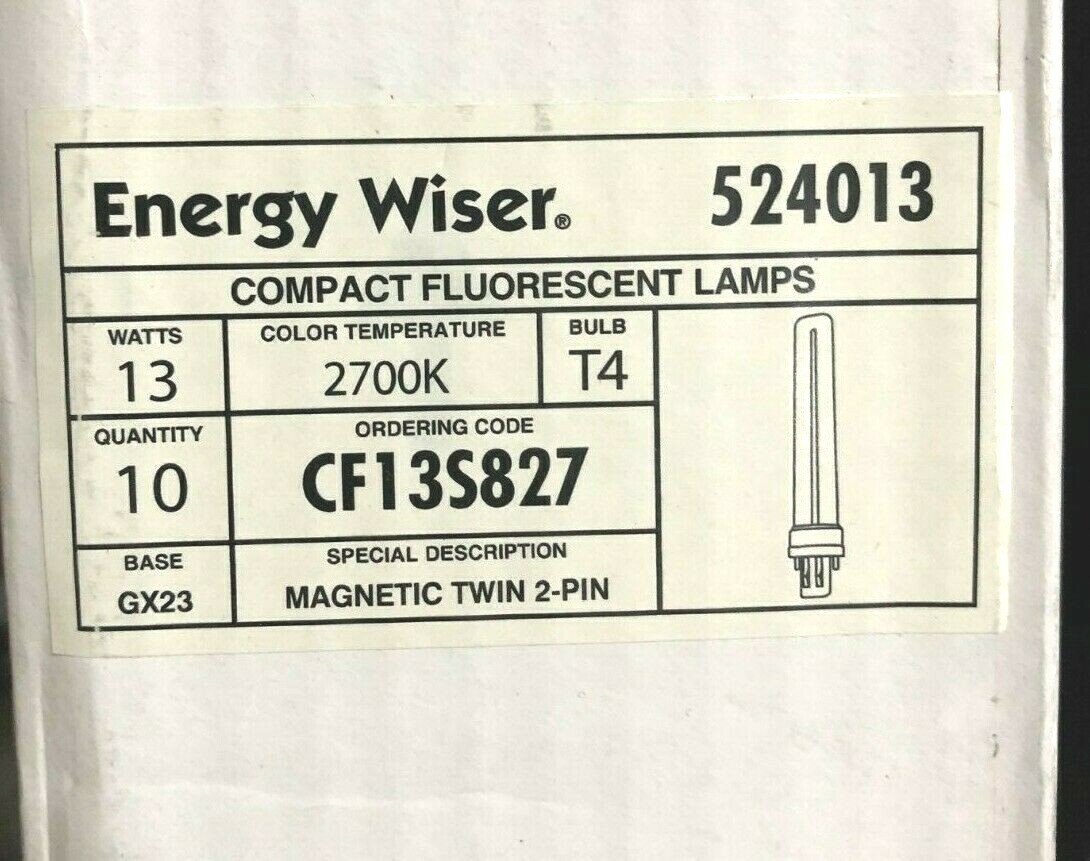 Energy Wiser® 524013
COMPACT FLUORESCENT LAMPS
WATTS
13
COLOR TEMPERATURE
2700K
BULB
T4
QUANTITY
10
ORDERING CODE
CF13S827
BASE
GX23
SPECIAL DESCRIPTION
MAGNETIC TWIN 2-PIN